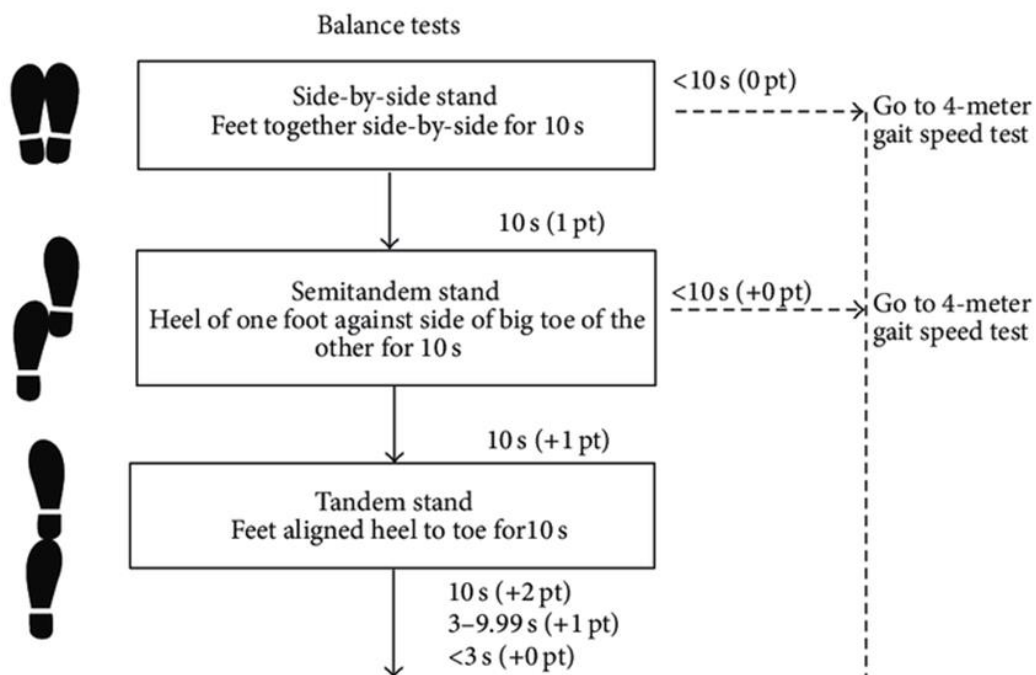 Balance tests
Side-by-side stand
Feet together side-by-side for 10 s
<10 s (0 pt)
Go to 4-meter
gait speed test
10 s (1 pt)
Semitandem stand
Heel of one foot against side of big toe of the
other for 10 s
<10 s (+0 pt)
Go to 4-meter
gait speed test
10 s (+1 pt)
Tandem stand
Feet aligned heel to toe for10 s
10 s (+2 pt)
3–9.99 s (+1 pt)
<3 s (+0 pt)